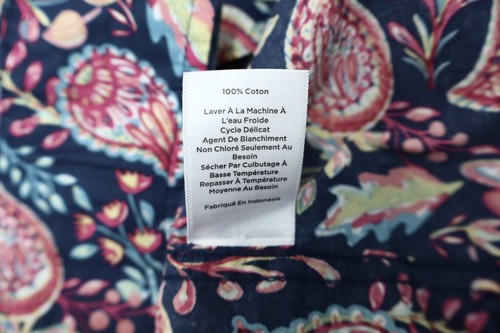 100% Coton
Laver À La Machine À
L'eau Froide
Cycle Délicat
Agent De Blanchiment
Non Chloré Seulement Au
Besoin
Sécher Par Culbutage À
Basse Température
Repasser À Température
Moyenne Au Besoin
Fabriqué En Indonésie